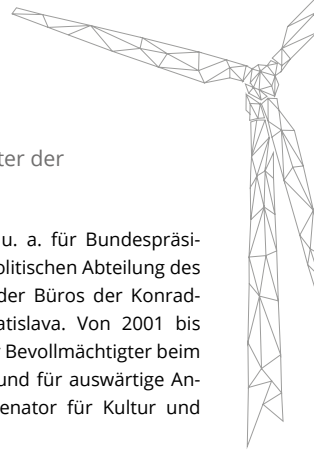 ter der
u. a. für Bundespräsi-
olitischen Abteilung des
der Büros der Konrad-
atislava. Von 2001 bis
Bevollmächtigter beim
und für auswärtige An-
enator für Kultur und